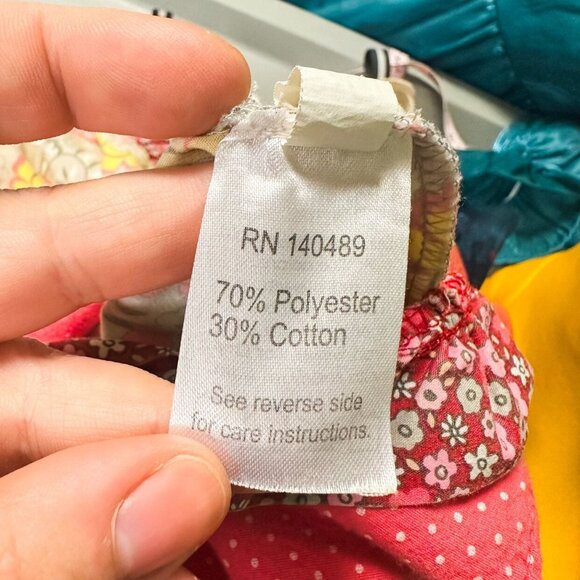 RN 140489
70% Polyester
30% Cotton
See reverse side
for care instructions.